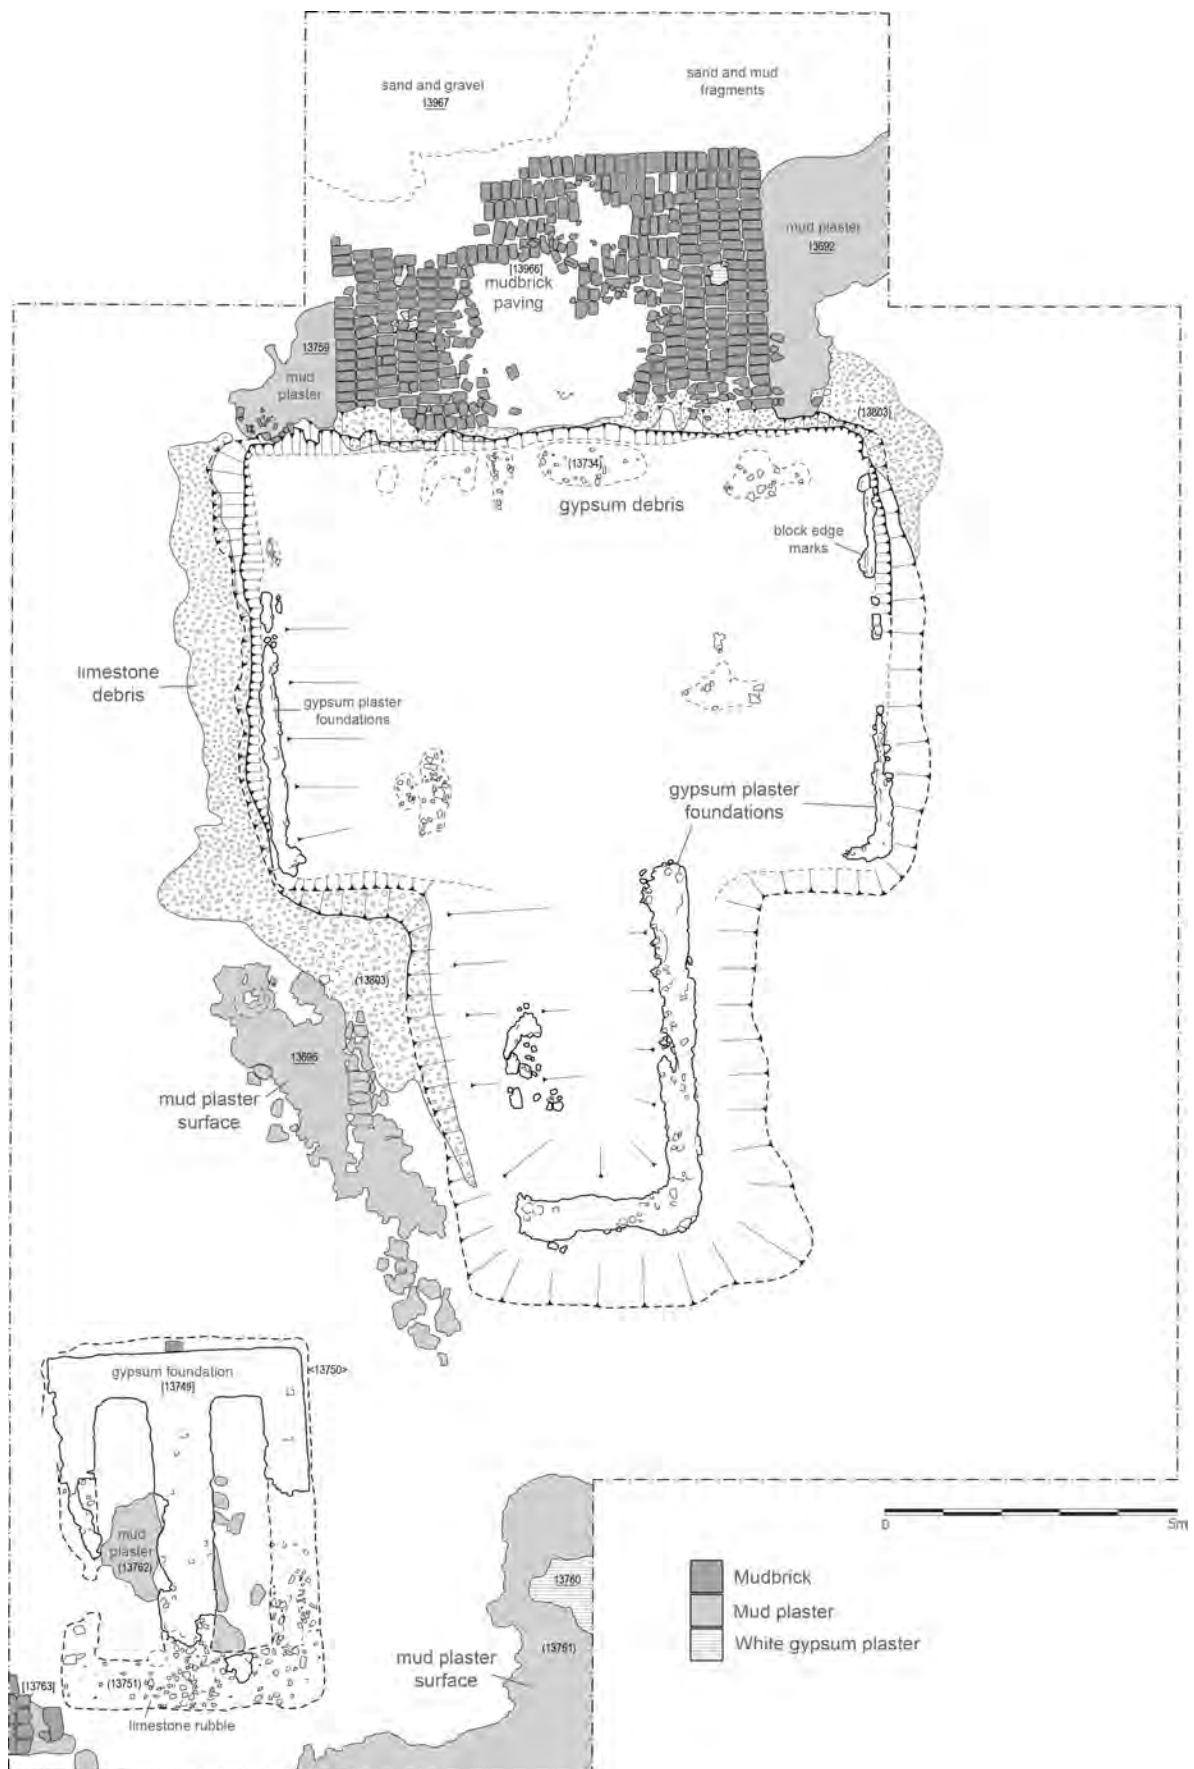 sand and gravel
13967
sand and mud
fragments
mud plaster
13692
[13966]
mudbrick
paving
13759
mud
plaster
(13803)
(13734)
gypsum debris
block edge
marks
limestone
debris
gypsum plaster
foundations
gypsum plaster
foundations
(13803)
13696
mud plaster
surface
gypsum foundation
[13749]
<13750>
mud
plaster
(13762)
0
5m
13760
Mudbrick
Mud plaster
White gypsum plaster
(13761)
mud plaster
surface
[13763]
(13751)
limestone rubble